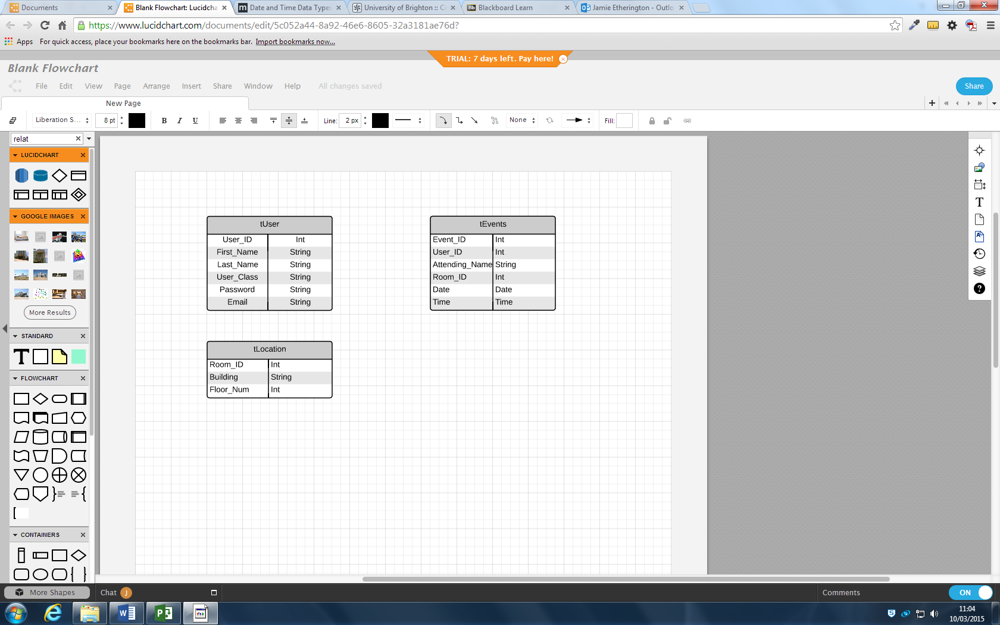 Documents
Blank Flowchart: Lucidcha
Date and Time Data Types
University of Brighton :: C
Blackboard Learn
Jamie Etherington - Outlo
https://www.lucidchart.com/documents/edit/5c052a44-8a92-46e6-8605-32a3181ae76d?
Apps For quick access, place your bookmarks here on the bookmarks bar. Import bookmarks now...
TRIAL: 7 days left. Pay here!
Blank Flowchart
File Edit View Page Arrange Insert Share Window Help All changes saved
Share
New Page
Liberation S... 8 pt B I U Line: 2 px None Fill:
relat
LUCIDCHART
GOOGLE IMAGES
More Results
STANDARD
T
FLOWCHART
CONTAINERS
tUser
User_ID Int
First_Name String
Last_Name String
User_Class String
Password String
Email String
tEvents
Event_ID Int
User_ID Int
Attending_Name String
Room_ID Int
Date Date
Time Time
tLocation
Room_ID Int
Building String
Floor_Num Int
More Shapes
Chat J
Comments ON
11:04
10/03/2015